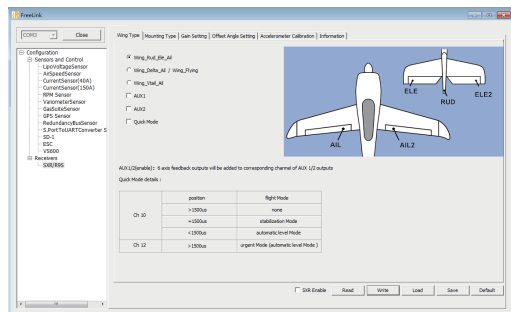 FreeLink
COM3
Close
Configuration
Sensors and Control
LipoVoltageSensor
AirSpeedSensor
CurrentSensor(40A)
CurrentSensor(150A)
RPM Sensor
VariometerSensor
GasSuiteSensor
GPS Sensor
RedundancyBusSensor
S.PortToUARTConverter S
SD-1
ESC
VS600
Receivers
SXR/R9S
Wing Type Mounting Type Gain Setting Offset Angle Setting Accelerometer Calibration Information
Wing_Rud_Ele_Ail
Wing_Delta_Ail / Wing_Flying
Wing_Vtail_Ail
AUX1
AUX2
Quick Mode
ELE
RUD
ELE2
AIL
AIL2
AUX1/2(enable): 6 axis feedback outputs will be added to corresponding channel of AUX 1/2 outputs
Quick Mode details :
position flight Mode
Ch 10
>1500us none
=1500us stabilization Mode
<1500us automatic level Mode
Ch 12 >1500us urgent Mode (automatic level Mode )
SXR Enable Read Write Load Save Default